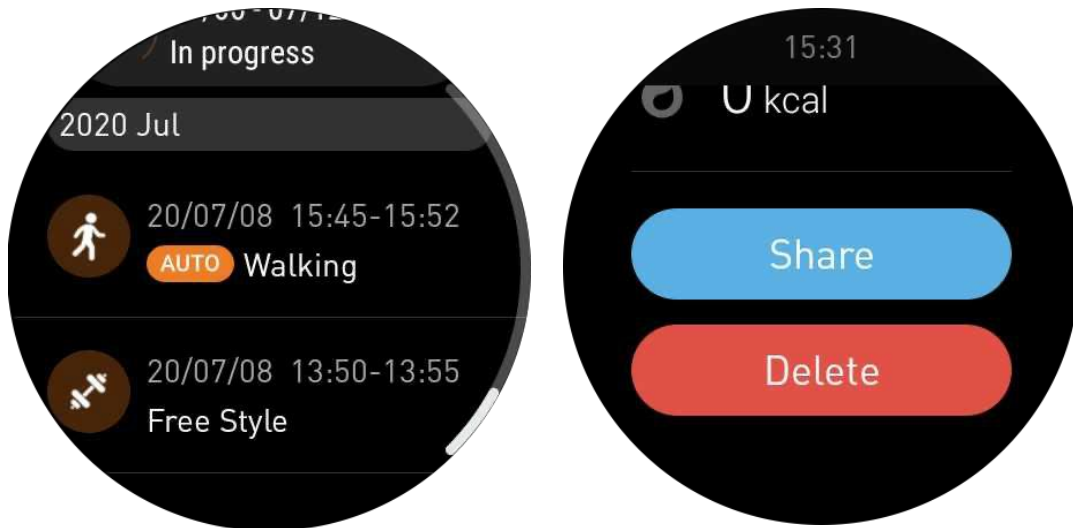 In progress
2020 Jul
20/07/08 15:45-15:52
AUTO Walking
20/07/08 13:50-13:55
Free Style
15:31
0 kcal
Share
Delete